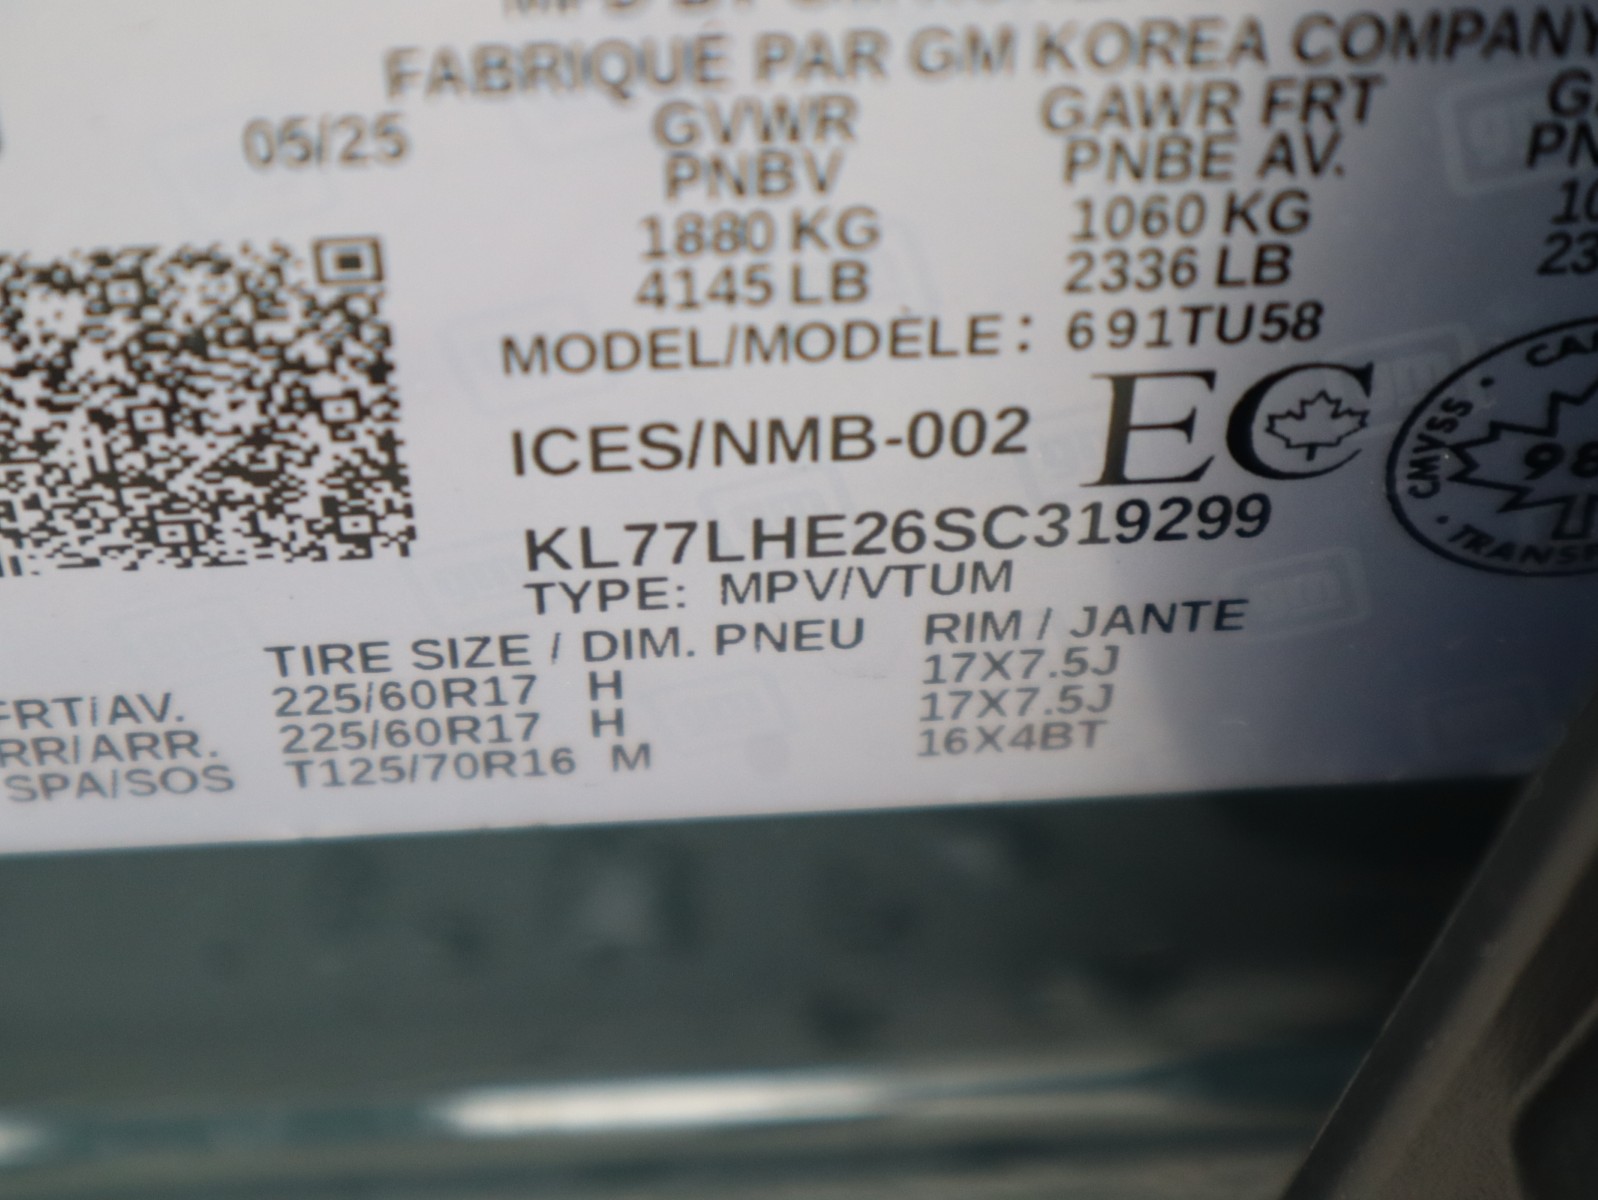 FABRIQUÉ PAR GM KOREA COMPANY
05/25
GVWR
PNBV
1880 KG
4145 LB
GAWR FRT
PNBE AV.
1060 KG
2336 LB
MODEL/MODÈLE: 691TU58
ICES/NMB-002
EC
CMVSS
KL77LHE26SC319299
TYPE: MPV/VTUM
TIRE SIZE / DIM. PNEU RIM / JANTE
FRT/AV. 225/60R17 H 17X7.5J
RR/ARR. 225/60R17 H 17X7.5J
SPA/SOS T125/70R16 M 16X4BT